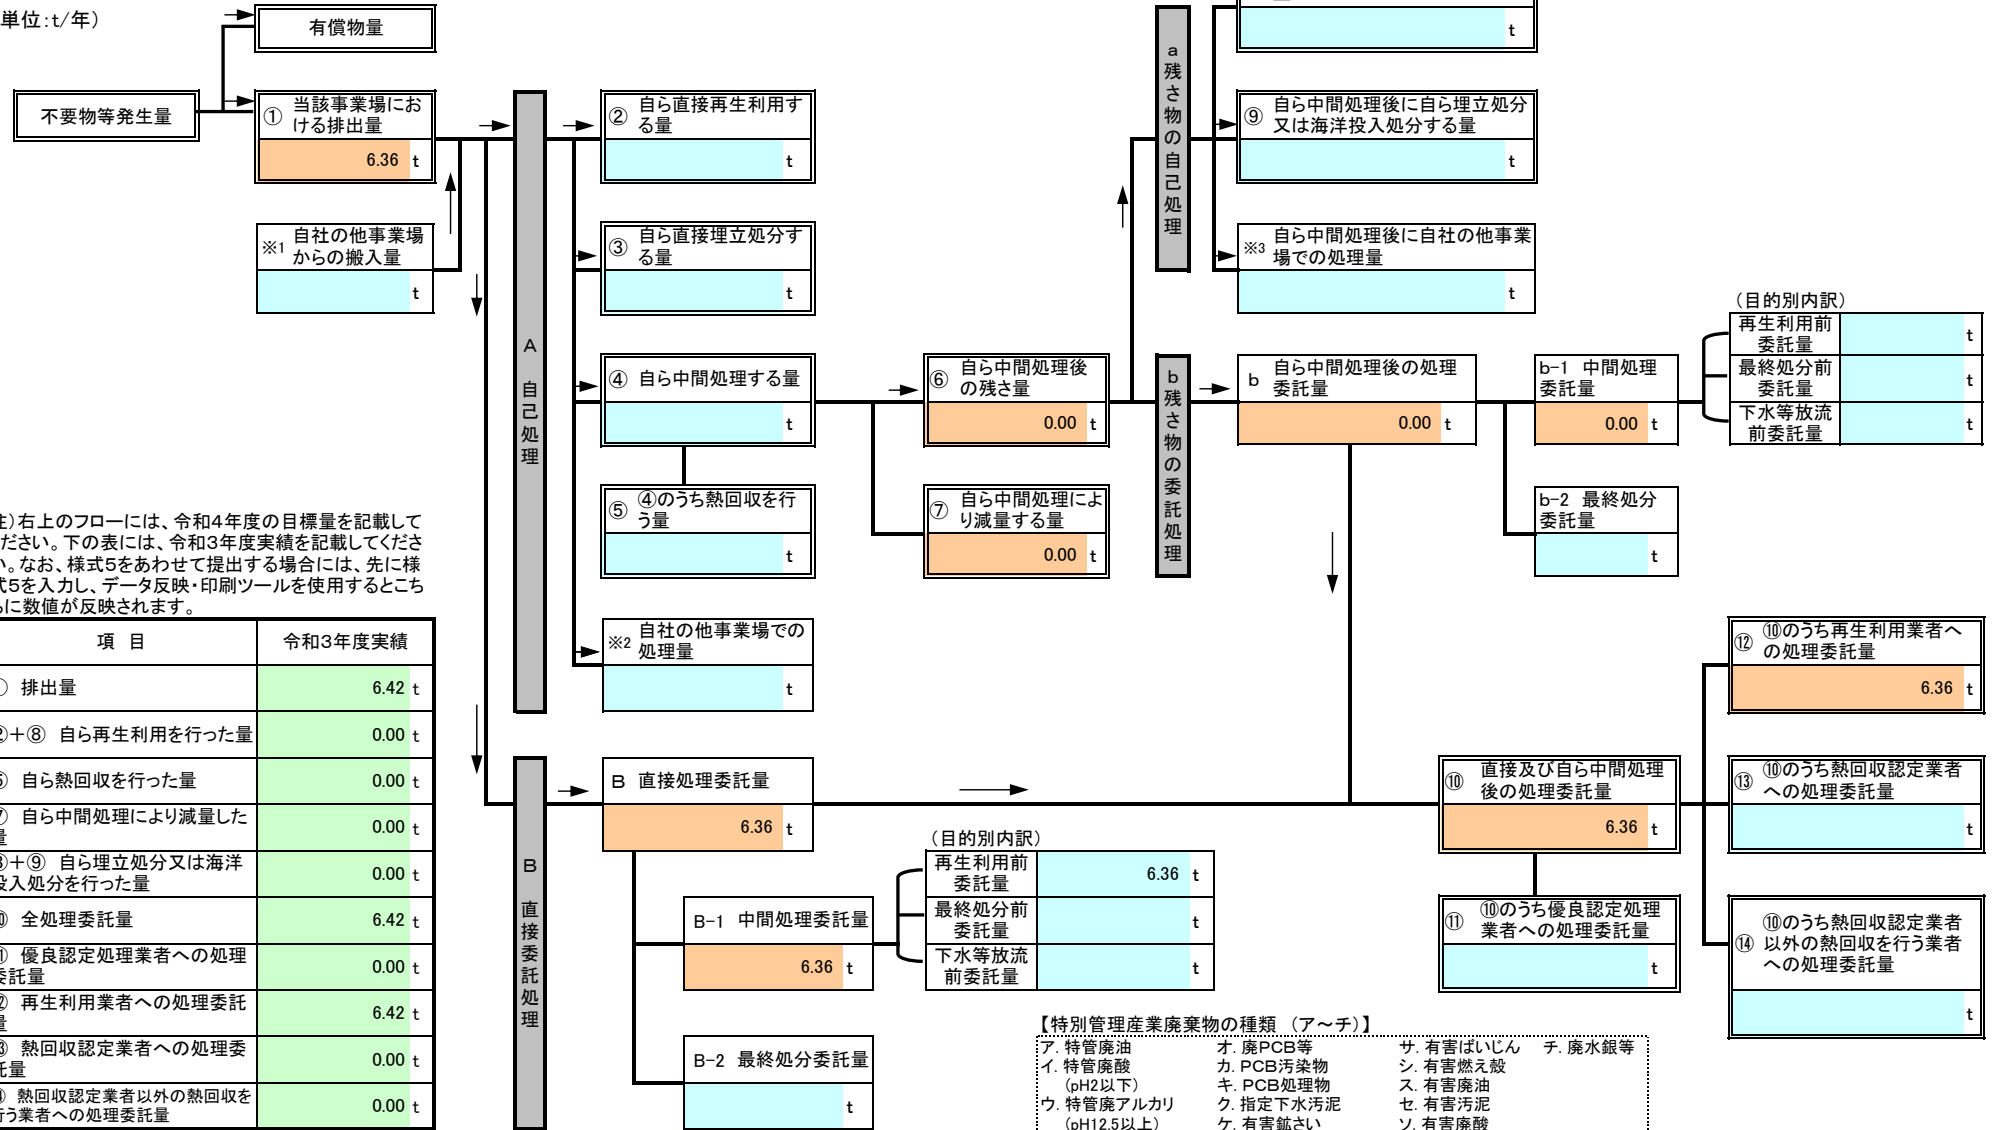 単位:t/年)
有償物量
t
不要物等発生量
① 当該事業場にお
ける排出量
6.36 t
※1 自社の他事業場
からの搬入量
t
A
自己処理
② 自ら直接再生利用す
る量
t
③ 自ら直接埋立処分す
る量
t
④ 自ら中間処理する量
t
⑤ ④のうち熱回収を行
う量
t
※2 自社の他事業場での
処理量
t
⑥ 自ら中間処理後
の残さ量
0.00 t
⑦ 自ら中間処理によ
り減量する量
0.00 t
a
残さ物の自己処理
⑨ 自ら中間処理後に自ら埋立処分
又は海洋投入処分する量
t
※3 自ら中間処理後に自社の他事業
場での処理量
t
b
残さ物の委託処理
b 自ら中間処理後の処理
委託量
0.00 t
b-1 中間処理
委託量
0.00 t
b-2 最終処分
委託量
t
(目的別内訳)
再生利用前
委託量
t
最終処分前
委託量
t
下水等放流
前委託量
t
注)右上のフローには、令和4年度の目標量を記載して
ください。下の表には、令和3年度実績を記載してくださ
い。なお、様式5をあわせて提出する場合には、先に様
式5を入力し、データ反映・印刷ツールを使用するとこち
らに数値が反映されます。
項 目 令和3年度実績
排出量 6.42 t
②+⑧ 自ら再生利用を行った量 0.00 t
⑤ 自ら熱回収を行った量 0.00 t
⑦ 自ら中間処理により減量した
量 0.00 t
③+⑨ 自ら埋立処分又は海洋
投入処分を行った量 0.00 t
⑩ 全処理委託量 6.42 t
⑪ 優良認定処理業者への処理
委託量 0.00 t
⑫ 再生利用業者への処理委託
量 6.42 t
⑬ 熱回収認定業者への処理委
託量 0.00 t
⑭ 熱回収認定業者以外の熱回収を
行う業者への処理委託量 0.00 t
B
直接委託処理
B 直接処理委託量
6.36 t
B-1 中間処理委託量
6.36 t
B-2 最終処分委託量
t
(目的別内訳)
再生利用前
委託量
6.36 t
最終処分前
委託量
t
下水等放流
前委託量
t
⑩ 直接及び自ら中間処理
後の処理委託量
6.36 t
⑪ ⑩のうち優良認定処理
業者への処理委託量
t
⑫ ⑩のうち再生利用業者へ
の処理委託量
6.36 t
⑬ ⑩のうち熱回収認定業者
への処理委託量
t
⑭ ⑩のうち熱回収認定業者
以外の熱回収を行う業者
への処理委託量
t
【特別管理産業廃棄物の種類 (ア~チ)】
ア. 特管廃油 オ. 廃PCB等 サ. 有害ばいじん チ. 廃水銀等
イ. 特管廃酸 カ. PCB汚染物 シ. 有害燃え殻
(pH2以下) キ. PCB処理物 ス. 有害廃油
ウ. 特管廃アルカリ ク. 指定下水汚泥 セ. 有害汚泥
(pH12.5以上) ケ. 有害鉱さい ソ. 有害廃酸